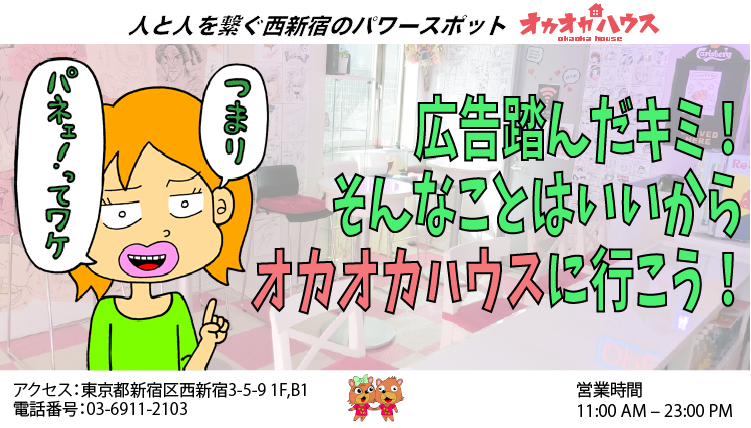 人と人を繋ぐ西新宿のパワースポット
オカオカハウス
okaoka house
つまり
パネェ!ってワケ
Carlsberg
広告踏んだキミ!
そんなことはいいから
オカオカハウスに行こう!
アクセス:東京都新宿区西新宿3-5-9 1F,B1
電話番号:03-6911-2103
営業時間
11:00 AM – 23:00 PM